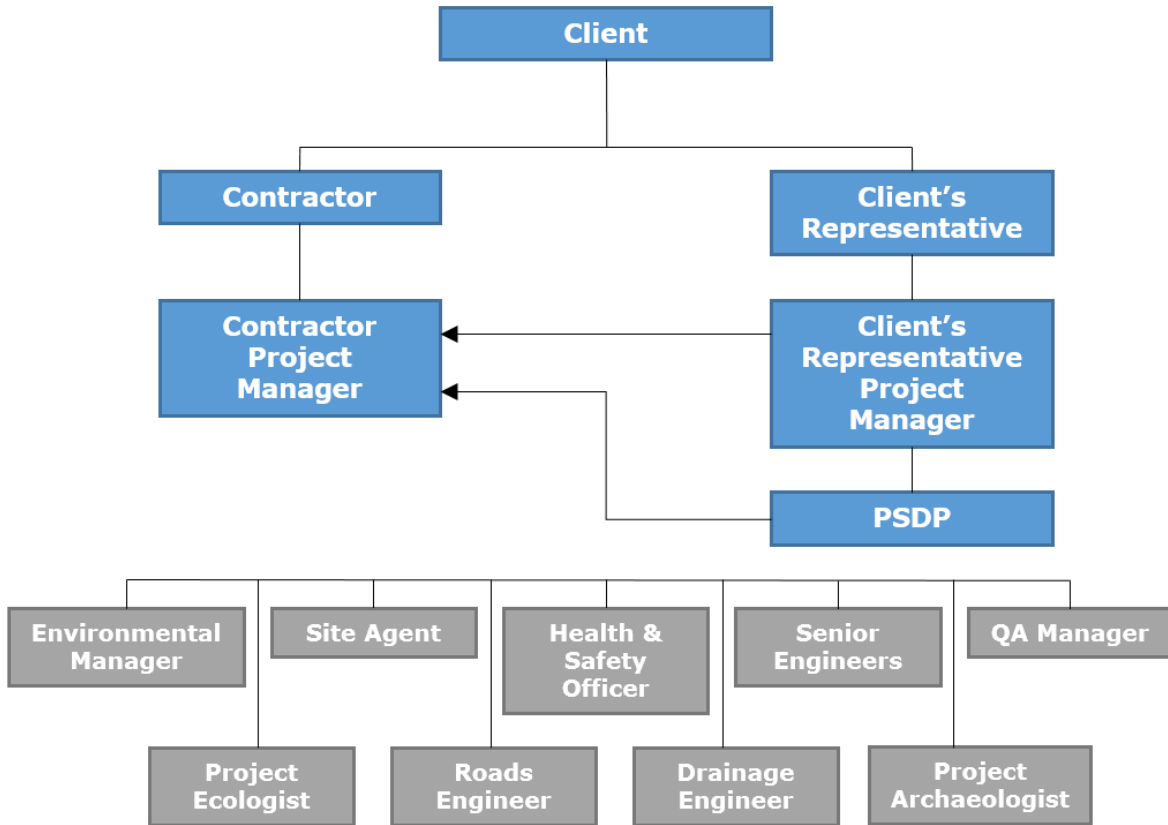 Client
Contractor
Client's
Representative
Contractor
Project
Manager
Client's
Representative
Project
Manager
PSDP
Environmental
Manager
Site Agent
Health &
Safety
Officer
Senior
Engineers
QA Manager
Project
Ecologist
Roads
Engineer
Drainage
Engineer
Project
Archaeologist